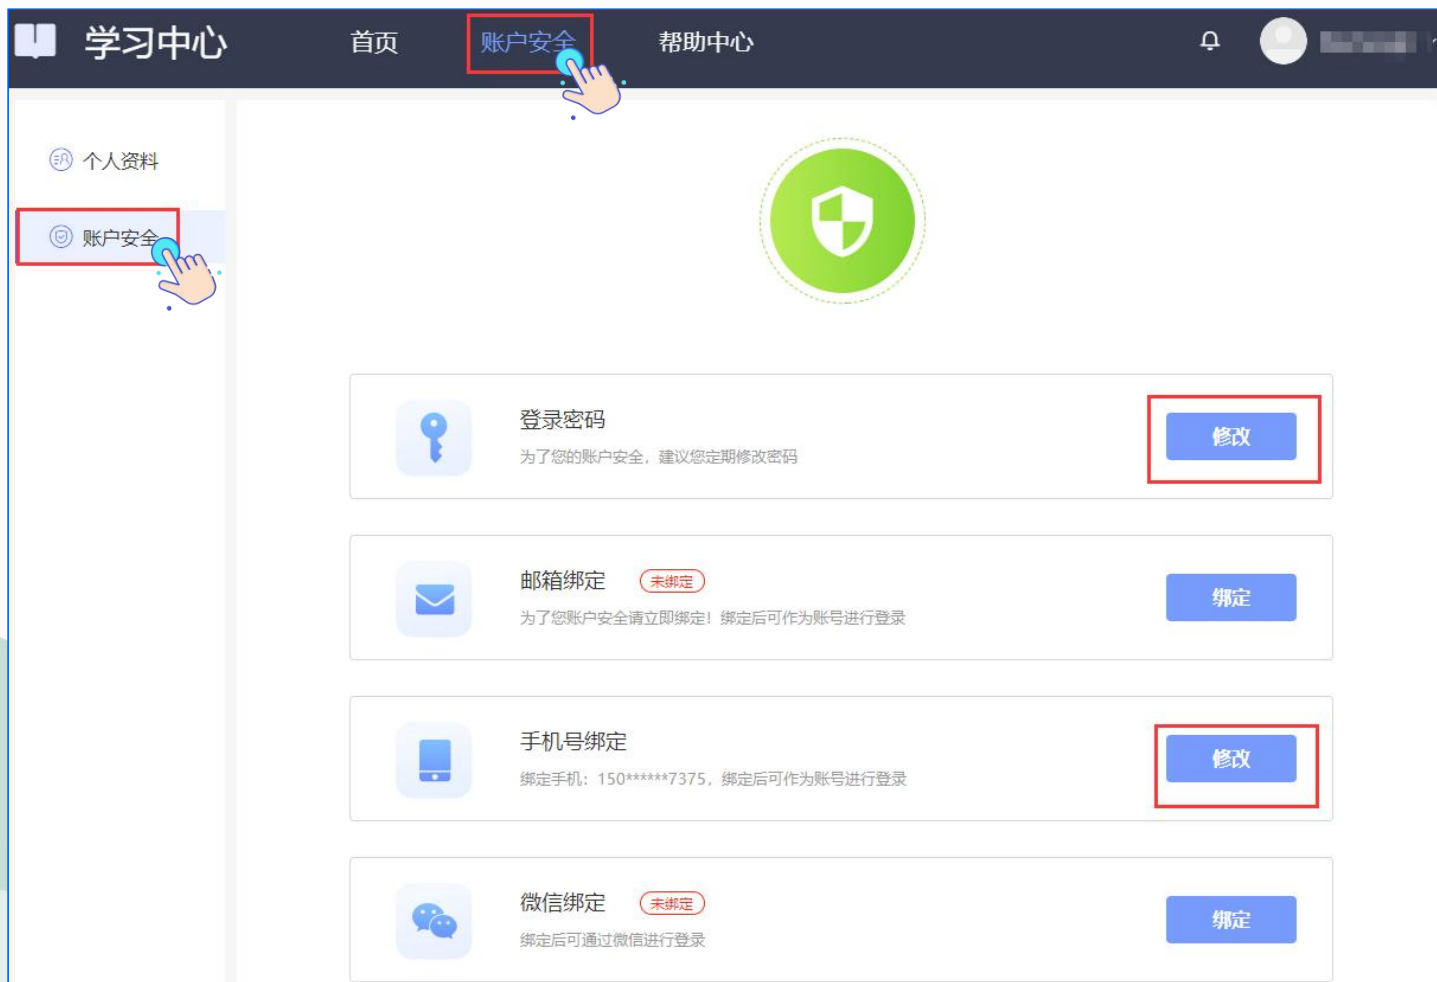 学习中心 首页 账户安全 帮助中心
个人资料
账户安全
登录密码
为了您的账户安全，建议您定期修改密码
修改
邮箱绑定 未绑定
为了您账户安全请立即绑定！绑定后可作为账号进行登录
绑定
手机号绑定
绑定手机：150******7375，绑定后可作为账号进行登录
修改
微信绑定 未绑定
绑定后可通过微信进行登录
绑定